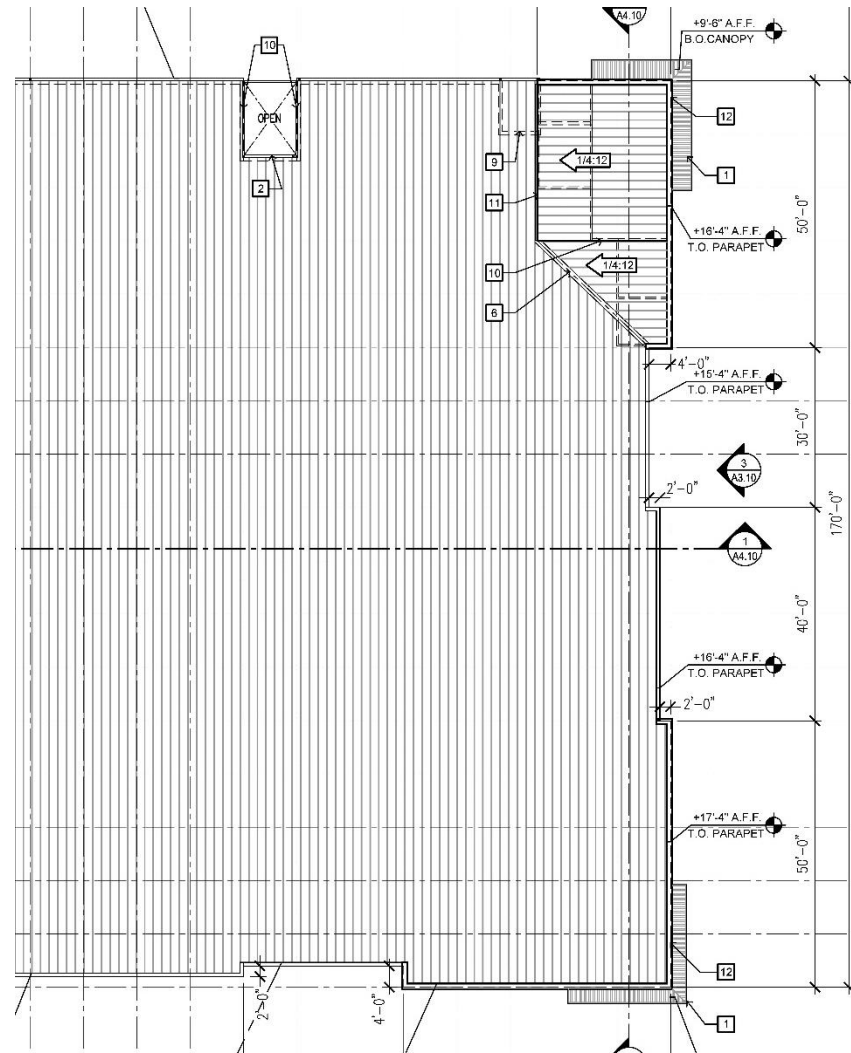 A4.10
+9'-6" A.F.F.
B.O.CANOPY
10
OPEN
12
9
1/4:12
2
1
11
50'-0"
+16'-4" A.F.F.
T.O. PARAPET
10
1/4:12
6
4'-0"
+15'-4" A.F.F.
T.O. PARAPET
30'-0"
3
A3.10
2'-0"
170'-0"
1
A4.10
40'-0"
+16'-4" A.F.F.
T.O. PARAPET
2'-0"
+17'-4" A.F.F.
T.O. PARAPET
50'-0"
12
2'-0"
4'-0"
1